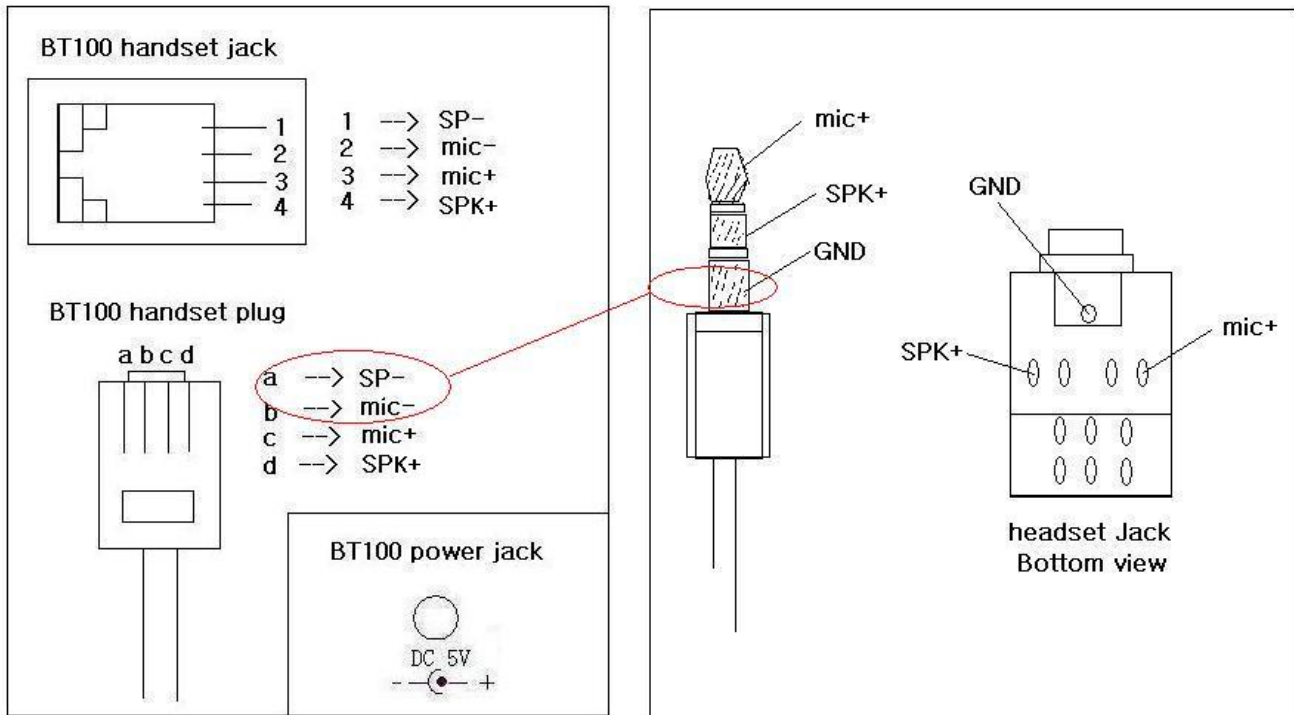 BT100 handset jack
1
2
3
4
1 --> SP-
2 --> mic-
3 --> mic+
4 --> SPK+
BT100 handset plug
a b c d
a --> SP-
b --> mic-
c --> mic+
d --> SPK+
BT100 power jack
DC 5V
- +
mic+
SPK+
GND
GND
SPK+
mic+
headset Jack
Bottom view